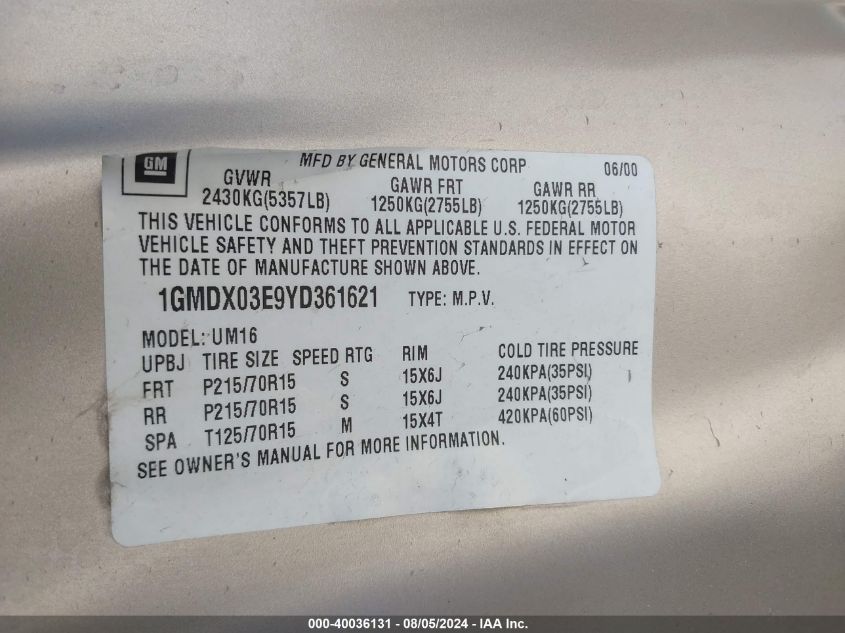 GM
MFD BY GENERAL MOTORS CORP 06/00
GVWR GAWR FRT GAWR RR
2430KG(5357LB) 1250KG(2755LB) 1250KG(2755LB)
THIS VEHICLE CONFORMS TO ALL APPLICABLE U.S. FEDERAL MOTOR
VEHICLE SAFETY AND THEFT PREVENTION STANDARDS IN EFFECT ON
THE DATE OF MANUFACTURE SHOWN ABOVE.
1GMDX03E9YD361621 TYPE: M.P.V.
MODEL: UM16
UPBJ TIRE SIZE SPEED RTG RIM COLD TIRE PRESSURE
FRT P215/70R15 S 15X6J 240KPA(35PSI)
RR P215/70R15 S 15X6J 240KPA(35PSI)
SPA T125/70R15 M 15X4T 420KPA(60PSI)
SEE OWNER'S MANUAL FOR MORE INFORMATION.
000-40036131 - 08/05/2024 - IAA Inc.